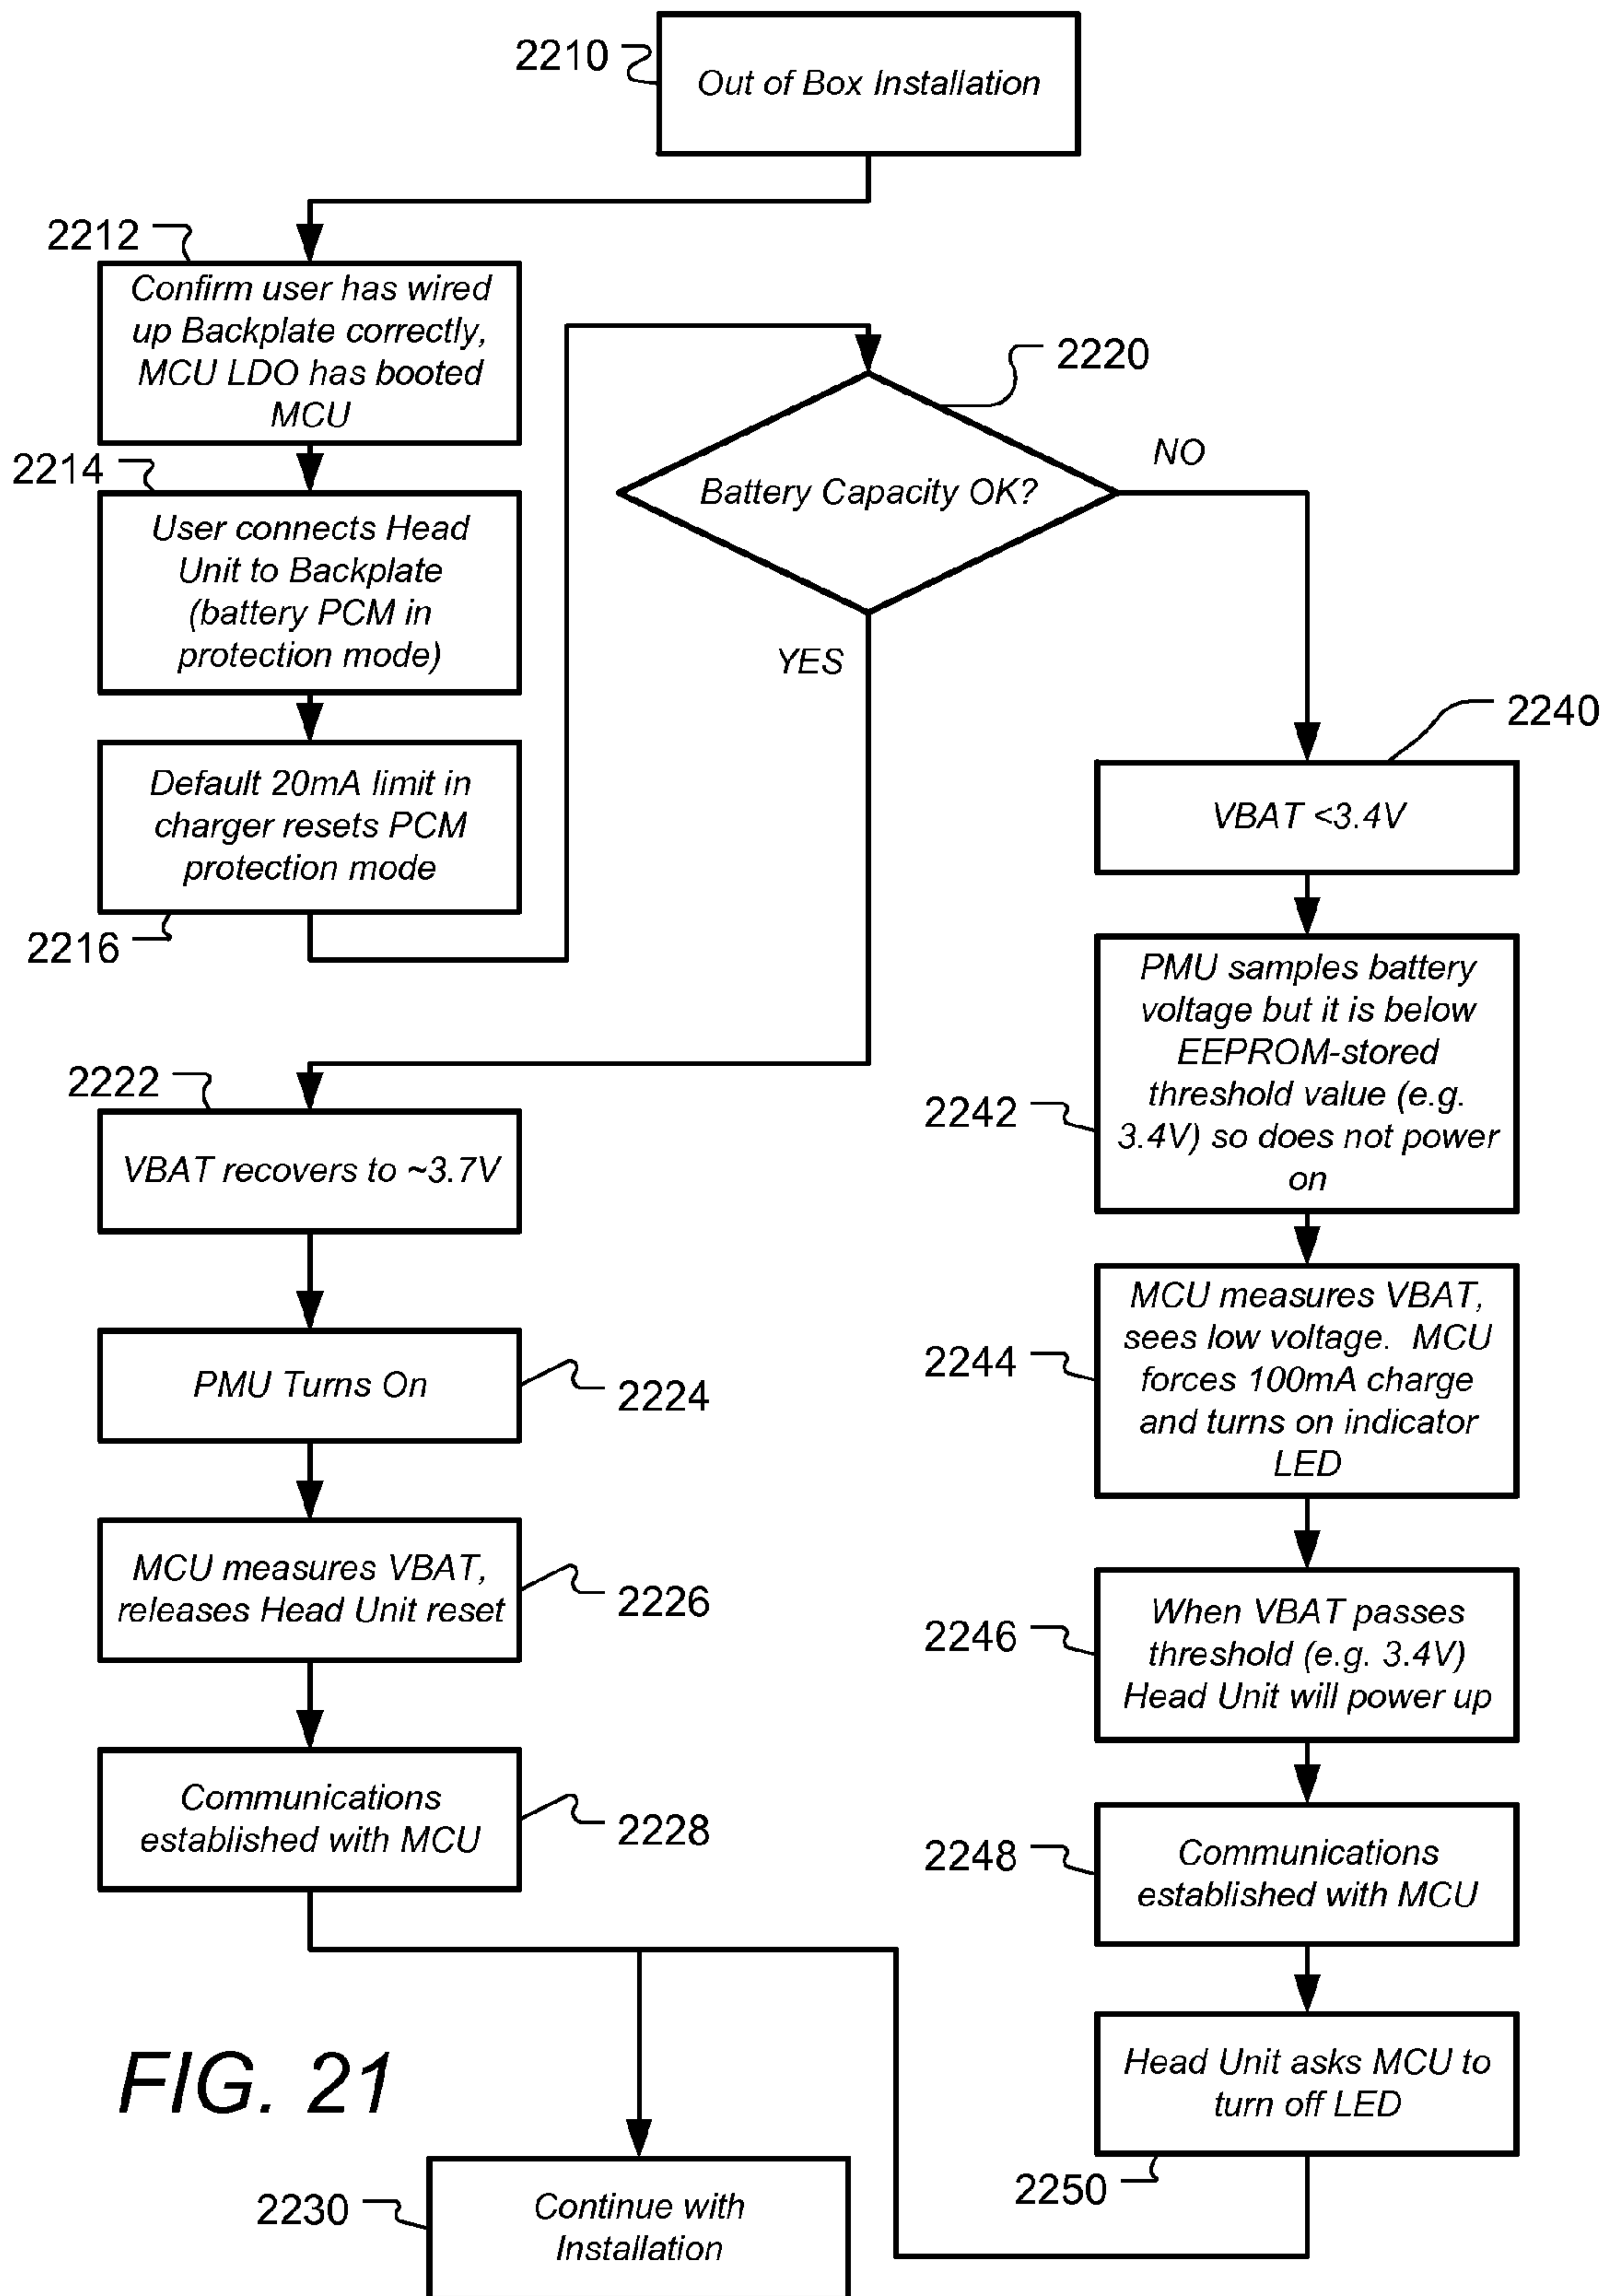 2210
Out of Box Installation
2212
Confirm user has wired
up Backplate correctly,
MCU LDO has booted
MCU
2214
User connects Head
Unit to Backplate
(battery PCM in
protection mode)
Default 20mA limit in
charger resets PCM
protection mode
2216
2220
Battery Capacity OK?
NO
YES
2222
VBAT recovers to ~3.7V
PMU Turns On
2224
MCU measures VBAT,
releases Head Unit reset
2226
Communications
established with MCU
2228
2240
VBAT <3.4V
PMU samples battery
voltage but it is below
EEPROM-stored
threshold value (e.g.
3.4V) so does not power
on
2242
MCU measures VBAT,
sees low voltage. MCU
forces 100mA charge
and turns on indicator
LED
2244
When VBAT passes
threshold (e.g. 3.4V)
Head Unit will power up
2246
Communications
established with MCU
2248
Head Unit asks MCU to
turn off LED
2250
FIG. 21
2230
Continue with
Installation